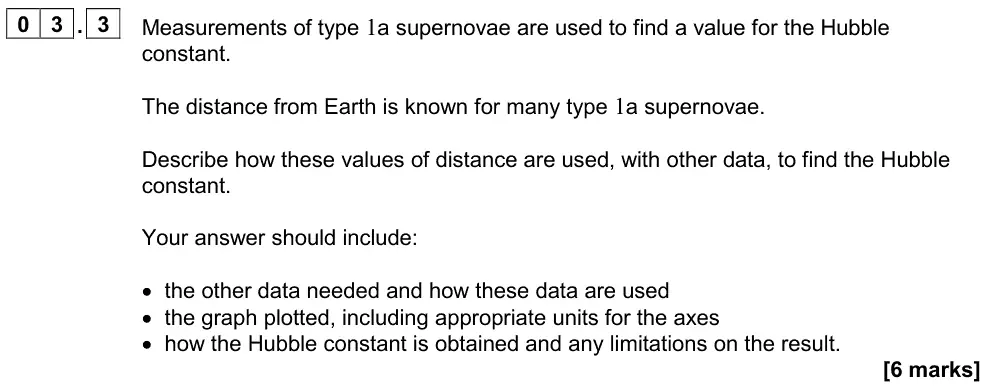 0 3 . 3 Measurements of type 1a supernovae are used to find a value for the Hubble
constant.
The distance from Earth is known for many type 1a supernovae.
Describe how these values of distance are used, with other data, to find the Hubble
constant.
Your answer should include:
• the other data needed and how these data are used
• the graph plotted, including appropriate units for the axes
• how the Hubble constant is obtained and any limitations on the result.
[6 marks]